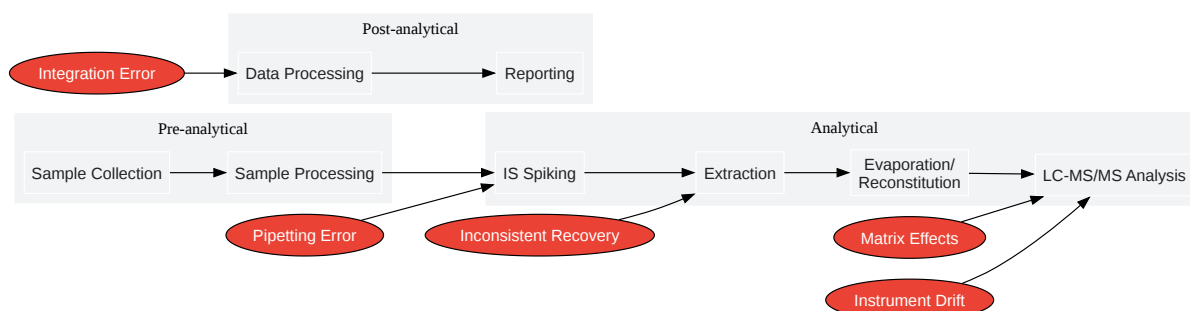 Post-analytical
Integration Error
Data Processing
Reporting
Pre-analytical
Analytical
Sample Collection
Sample Processing
IS Spiking
Extraction
Evaporation/
Reconstitution
LC-MS/MS Analysis
Pipetting Error
Inconsistent Recovery
Matrix Effects
Instrument Drift